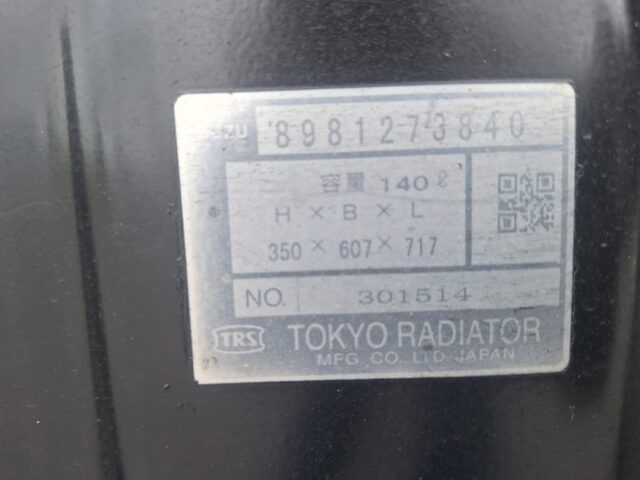 8981273840
容量 140ℓ
H × B × L
350 × 607 × 717
NO. 301514
TRS TOKYO RADIATOR
MFG. CO., LTD. JAPAN